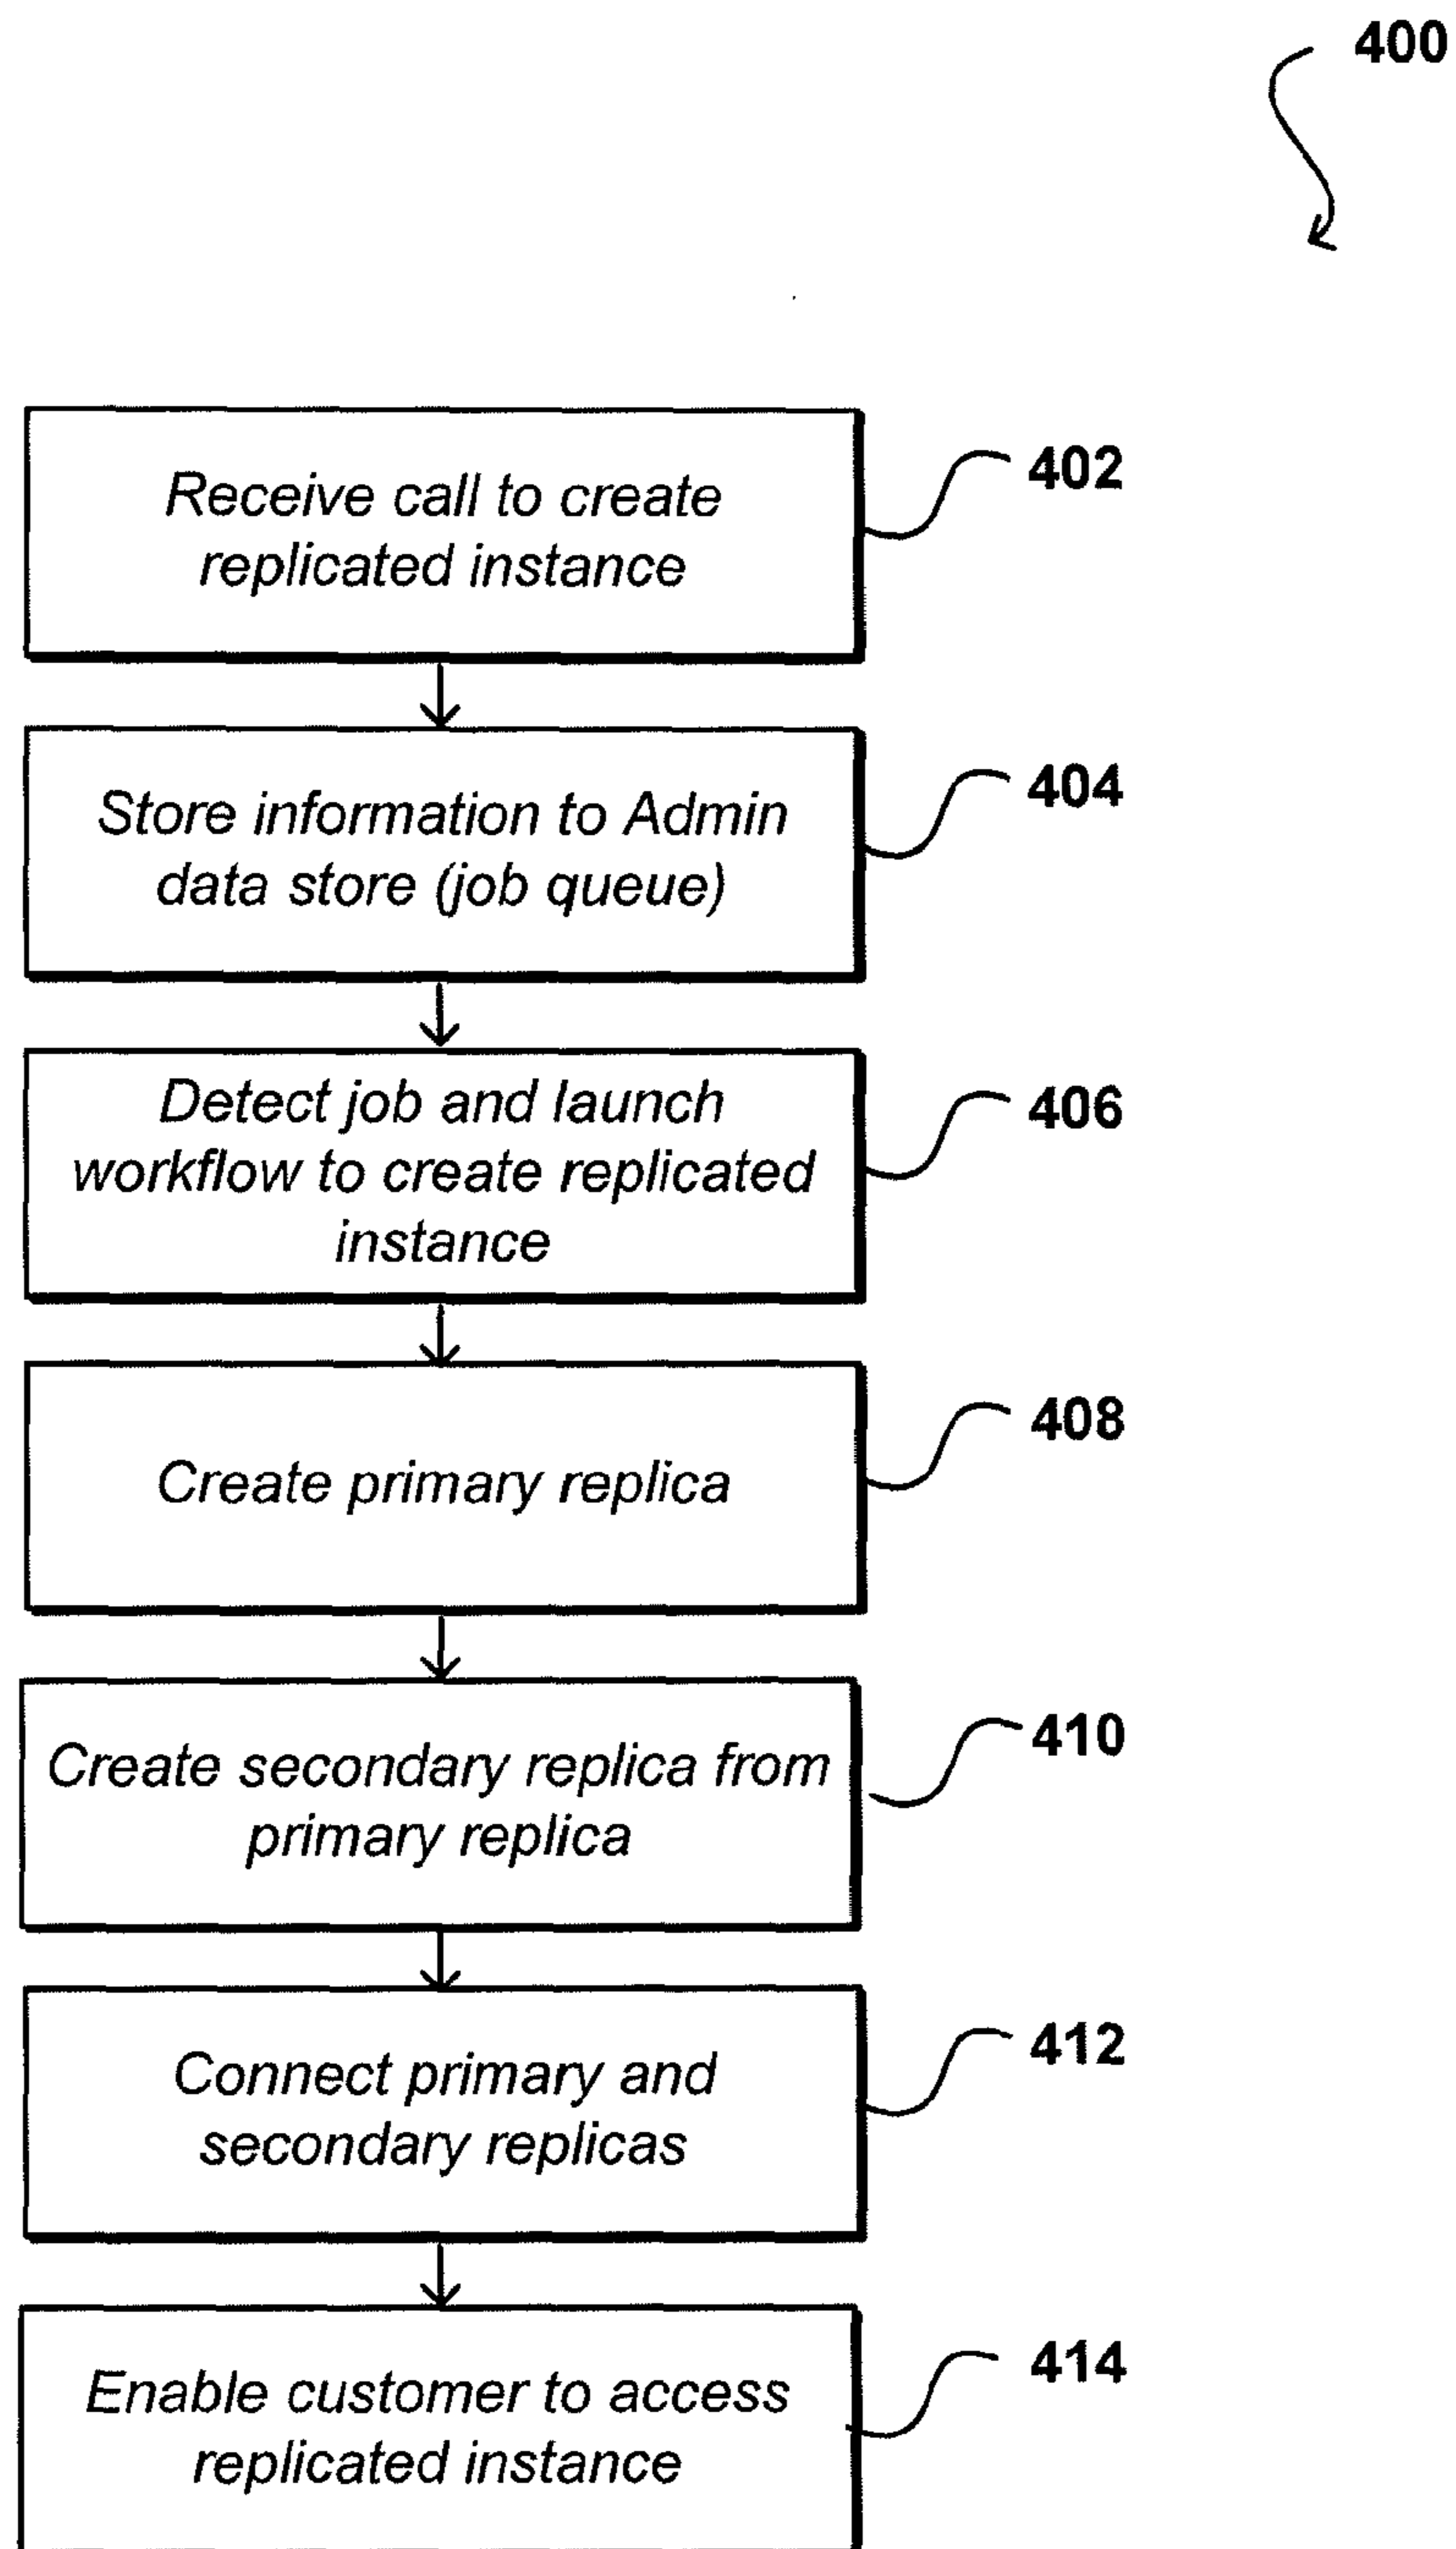 400
Receive call to create
replicated instance
402
Store information to Admin
data store (job queue)
404
Detect job and launch
workflow to create replicated
instance
406
Create primary replica
408
Create secondary replica from
primary replica
410
Connect primary and
secondary replicas
412
Enable customer to access
replicated instance
414